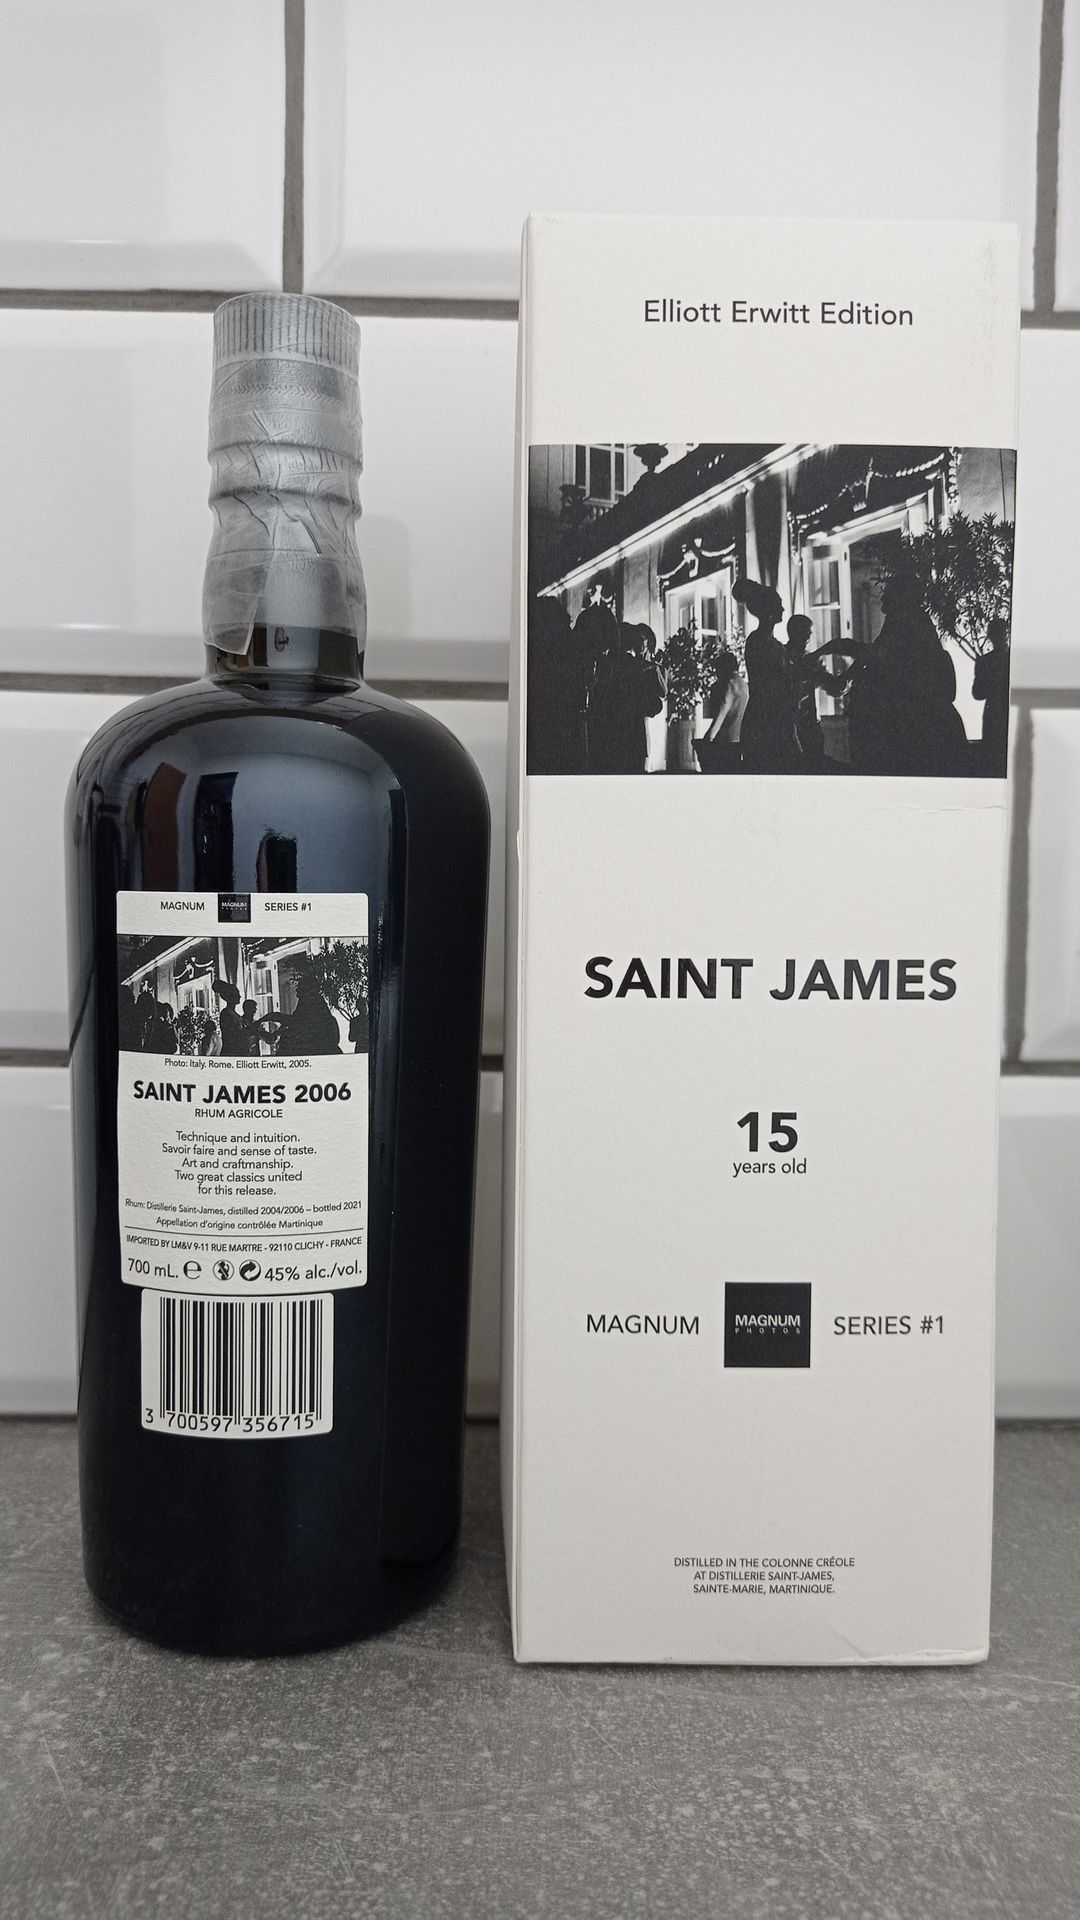 MAGNUM MAGNUM PHOTOS SERIES #1
Photo: Italy. Rome. Elliott Erwitt, 2005.
SAINT JAMES 2006
RHUM AGRICOLE
Technique and intuition.
Savoir faire and sense of taste.
Art and craftmanship.
Two great classics united
for this release.
Rhum: Distillerie Saint-James, distilled 2004/2006 – bottled 2021
Appellation d'origine contrôlée Martinique
IMPORTED BY LM&V 9-11 RUE MARTRE - 92110 CLICHY - FRANCE
700 mL. e 45% alc./vol.
3 700597 356715
Elliott Erwitt Edition
SAINT JAMES
15
years old
MAGNUM MAGNUM PHOTOS SERIES #1
DISTILLED IN THE COLONNE CRÉOLE
AT DISTILLERIE SAINT-JAMES,
SAINTE-MARIE, MARTINIQUE.